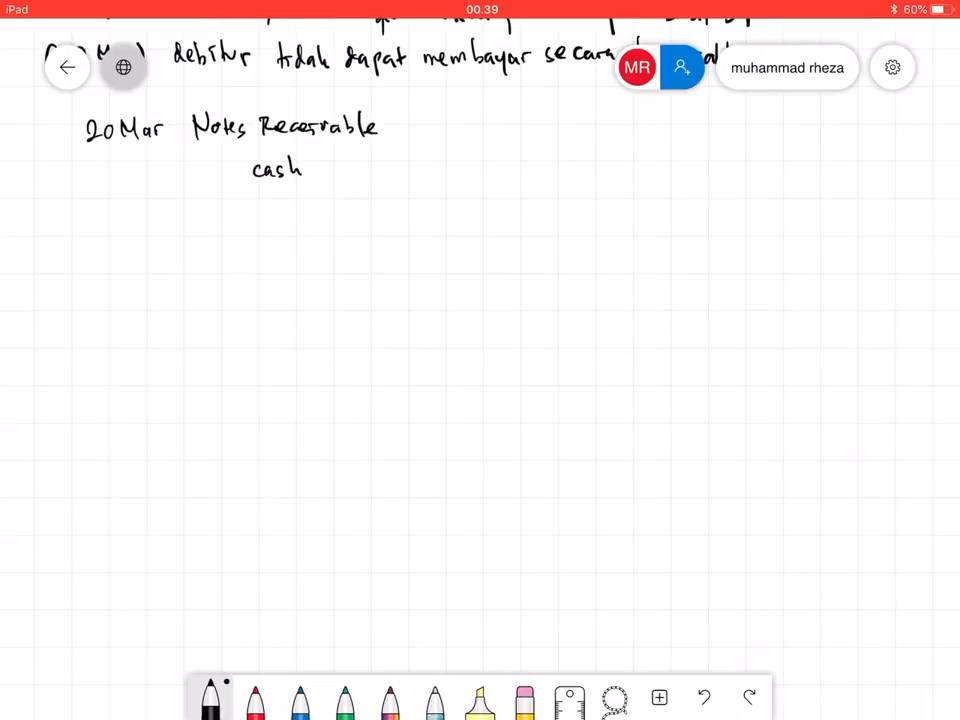 iPad 00.39 60%
debitur tidak dapat membayar secara
MR muhammad rheza
20 Mar Notes Receivable
cash